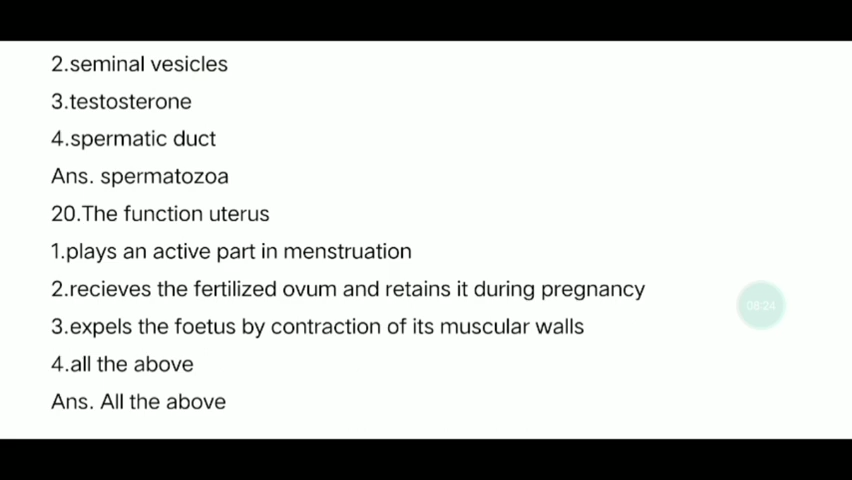 2.seminal vesicles
3.testosterone
4.spermatic duct
Ans. spermatozoa
20.The function uterus
1.plays an active part in menstruation
2.recieves the fertilized ovum and retains it during pregnancy
3.expels the foetus by contraction of its muscular walls
4.all the above
Ans. All the above
08:24